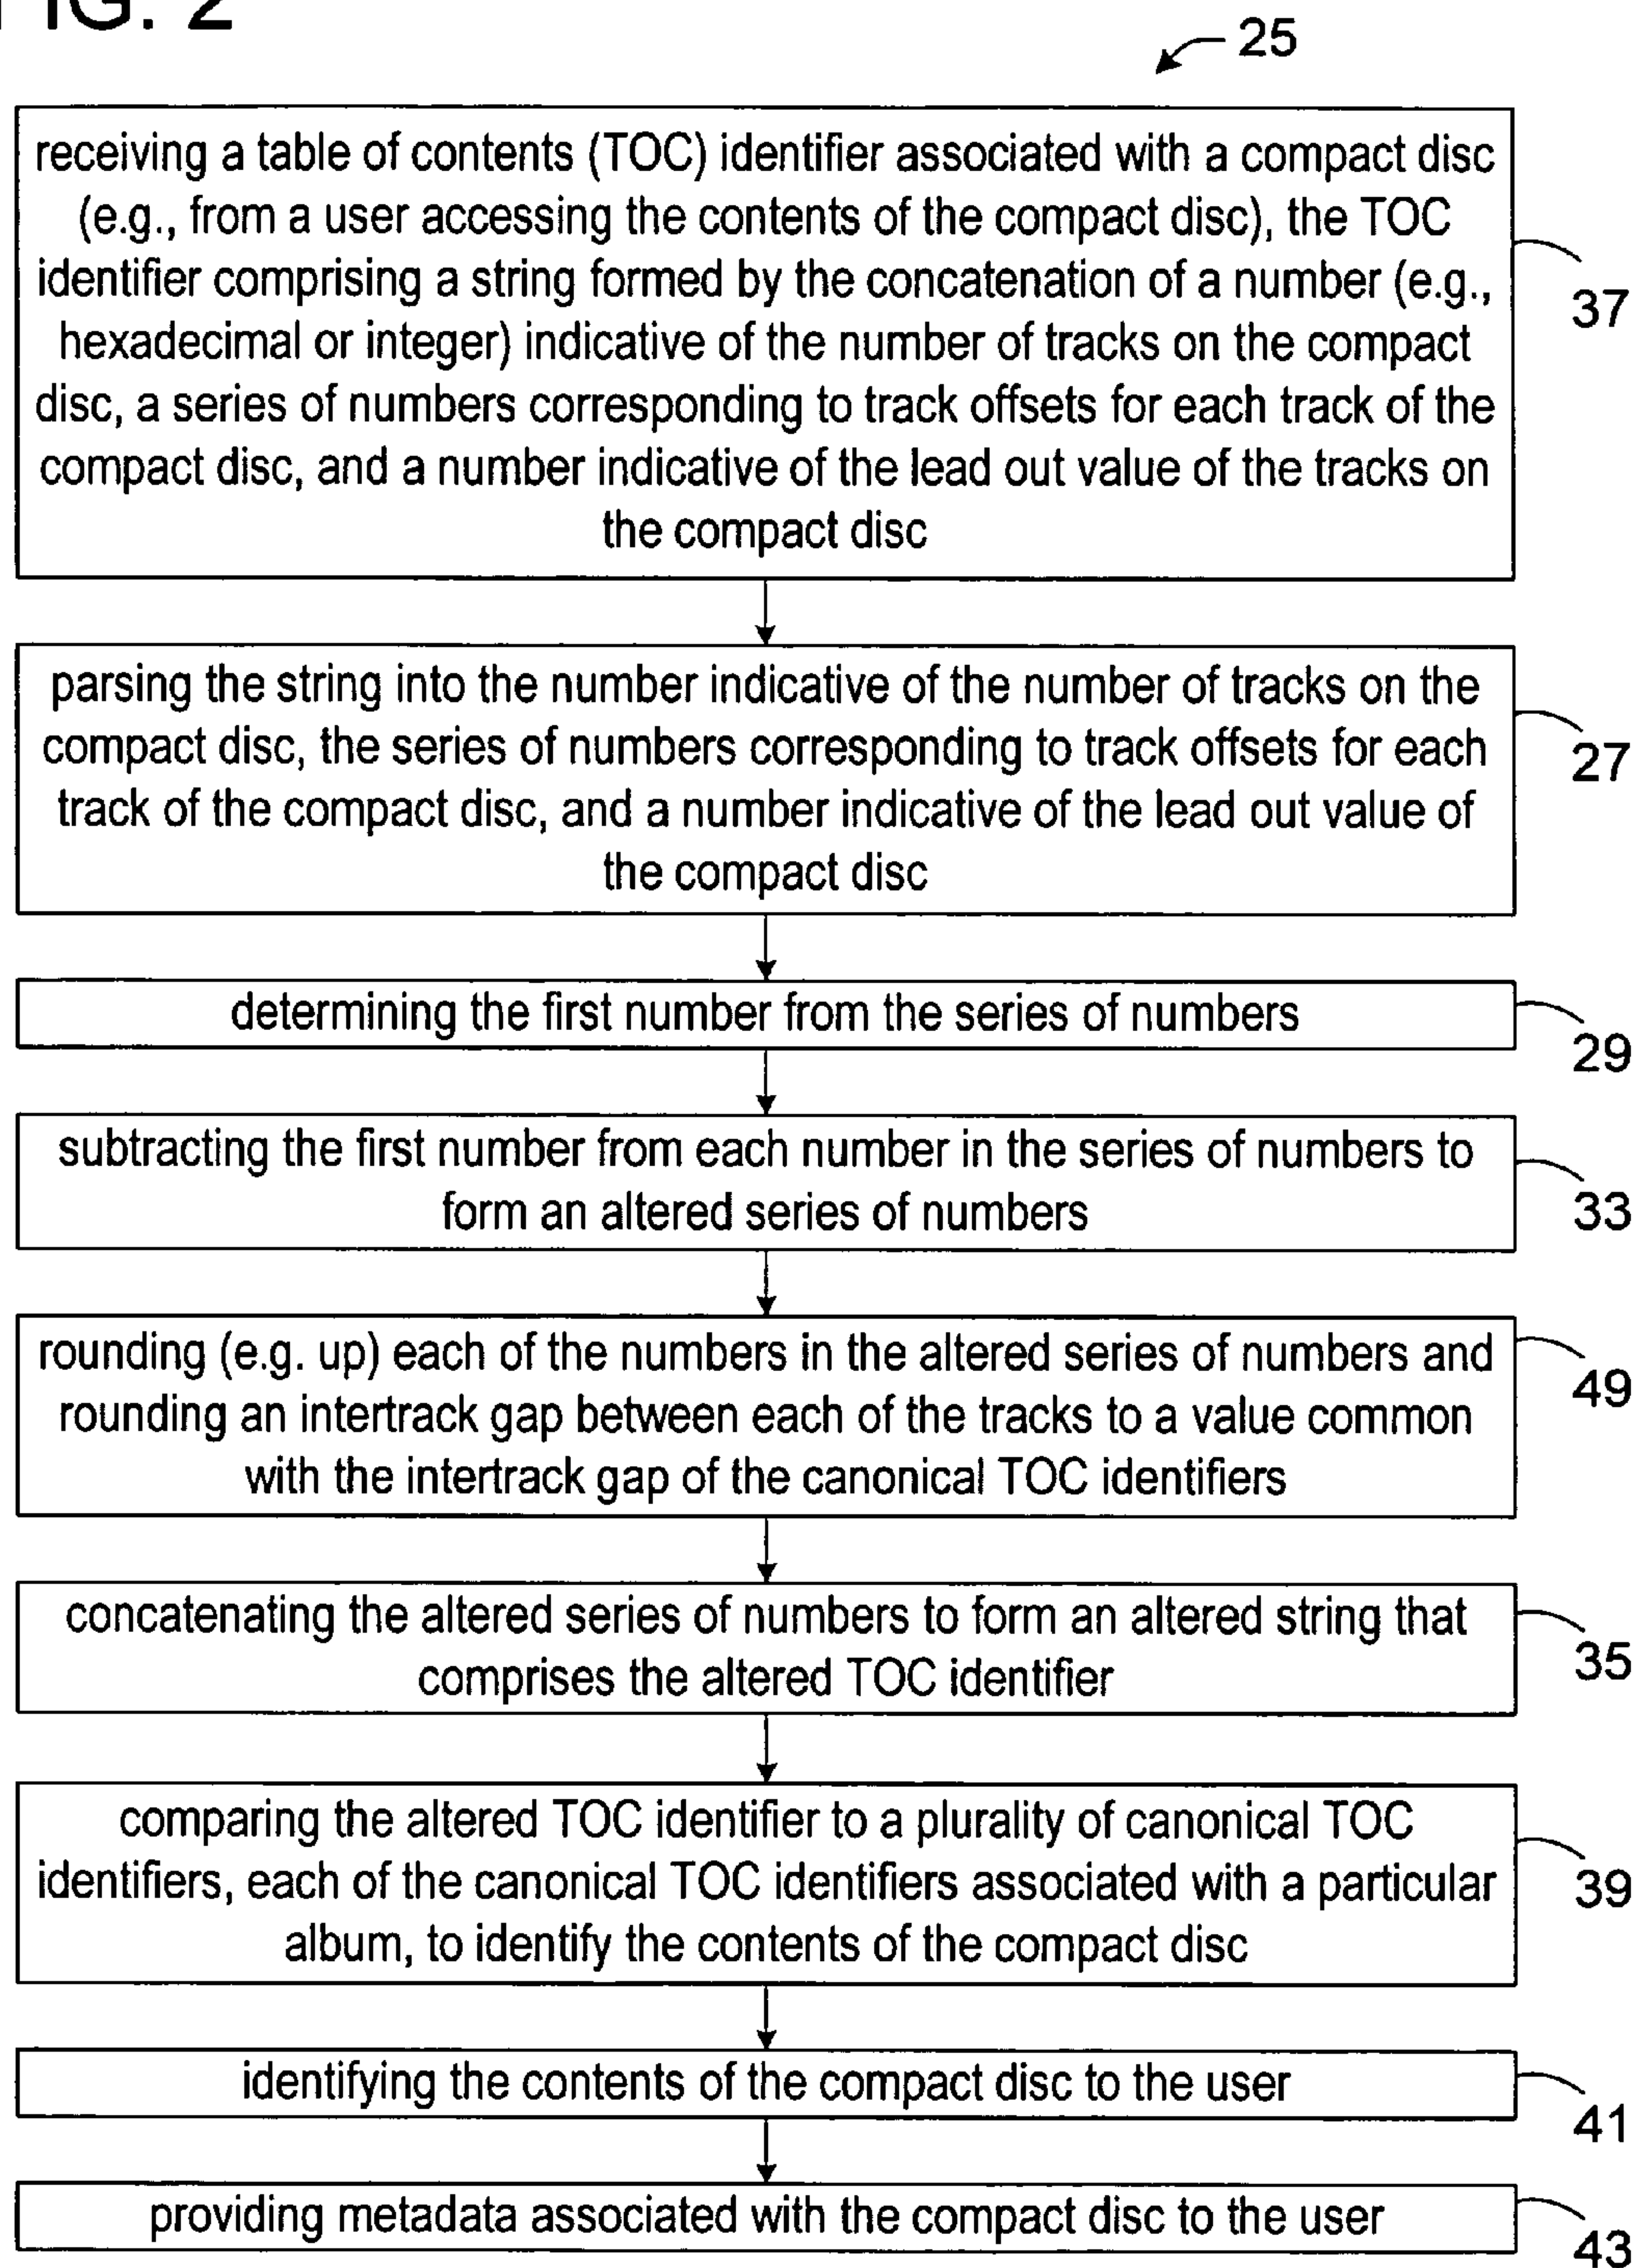 FIG. 2
25
receiving a table of contents (TOC) identifier associated with a compact disc
(e.g., from a user accessing the contents of the compact disc), the TOC
identifier comprising a string formed by the concatenation of a number (e.g.,
hexadecimal or integer) indicative of the number of tracks on the compact
disc, a series of numbers corresponding to track offsets for each track of the
compact disc, and a number indicative of the lead out value of the tracks on
the compact disc
37
parsing the string into the number indicative of the number of tracks on the
compact disc, the series of numbers corresponding to track offsets for each
track of the compact disc, and a number indicative of the lead out value of
the compact disc
27
determining the first number from the series of numbers
29
subtracting the first number from each number in the series of numbers to
form an altered series of numbers
33
rounding (e.g. up) each of the numbers in the altered series of numbers and
rounding an intertrack gap between each of the tracks to a value common
with the intertrack gap of the canonical TOC identifiers
49
concatenating the altered series of numbers to form an altered string that
comprises the altered TOC identifier
35
comparing the altered TOC identifier to a plurality of canonical TOC
identifiers, each of the canonical TOC identifiers associated with a particular
album, to identify the contents of the compact disc
39
identifying the contents of the compact disc to the user
41
providing metadata associated with the compact disc to the user
43